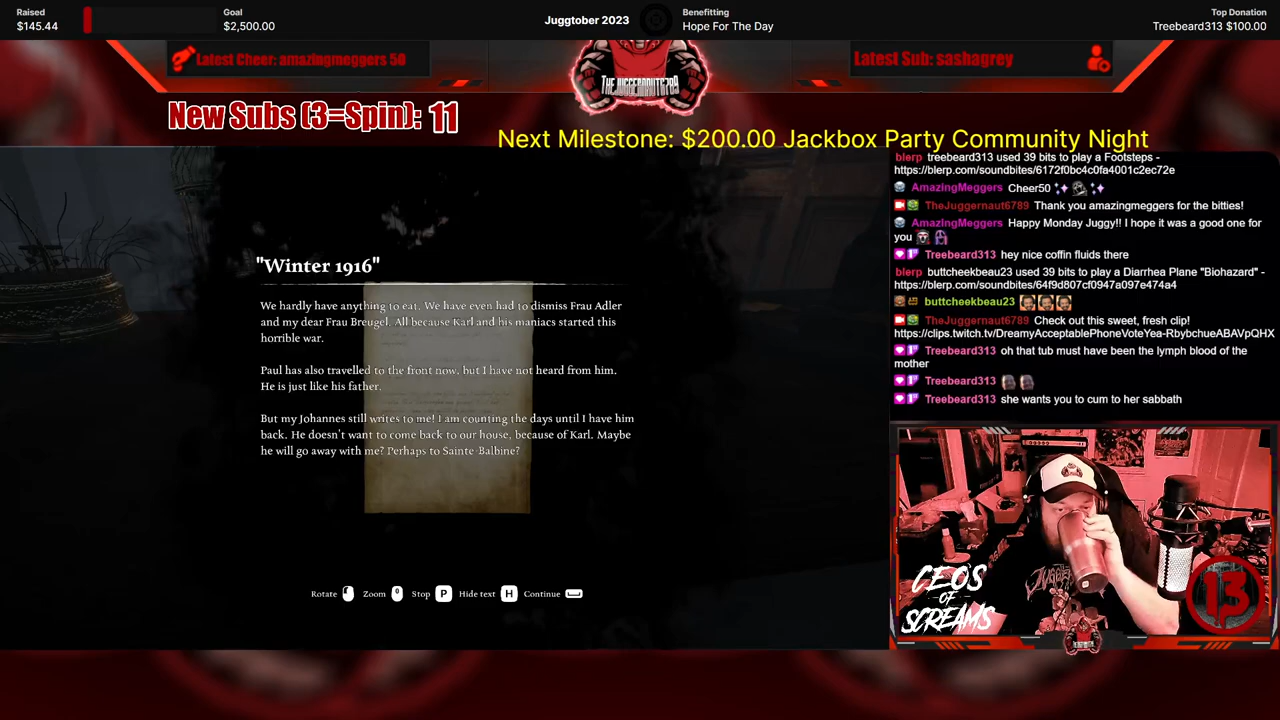 Raised
$145.44
Goal
$2,500.00
Juggtober 2023
Benefitting
Hope For The Day
Top Donation
Treebeard313 $100.00
Latest Cheer: amazingmeggers 50
THEJUGGERNAUT6789
Latest Sub: sashagrey
New Subs (3=Spin): 11
Next Milestone: $200.00 Jackbox Party Community Night
"Winter 1916"
We hardly have anything to eat. We have even had to dismiss Frau Adler
and my dear Frau Breugel. All because Karl and his maniacs started this
horrible war.
Paul has also travelled to the front now, but I have not heard from him.
He is just like his father.
But my Johannes still writes to me! I am counting the days until I have him
back. He doesn't want to come back to our house, because of Karl. Maybe
he will go away with me? Perhaps to Sainte-Balbine?
Rotate Zoom Stop P Hide text H Continue
blerp treebeard313 used 39 bits to play a Footsteps -
https://blerp.com/soundbites/6172f0bc4c0fa4001c2ec72e
AmazingMeggers Cheer50
TheJuggernaut6789 Thank you amazingmeggers for the bitties!
AmazingMeggers Happy Monday Juggy!! I hope it was a good one for
you
Treebeard313 hey nice coffin fluids there
blerp buttcheekbeau23 used 39 bits to play a Diarrhea Plane "Biohazard" -
https://blerp.com/soundbites/64f9d807cf0947a097e474a4
buttcheekbeau23
TheJuggernaut6789 Check out this sweet, fresh clip!
https://clips.twitch.tv/DreamyAcceptablePhoneVoteYea-RbybchueABAVpQHX
Treebeard313 oh that tub must have been the lymph blood of the
mother
Treebeard313
Treebeard313 she wants you to cum to her sabbath
CEO'S
OF
SCREAMS
13